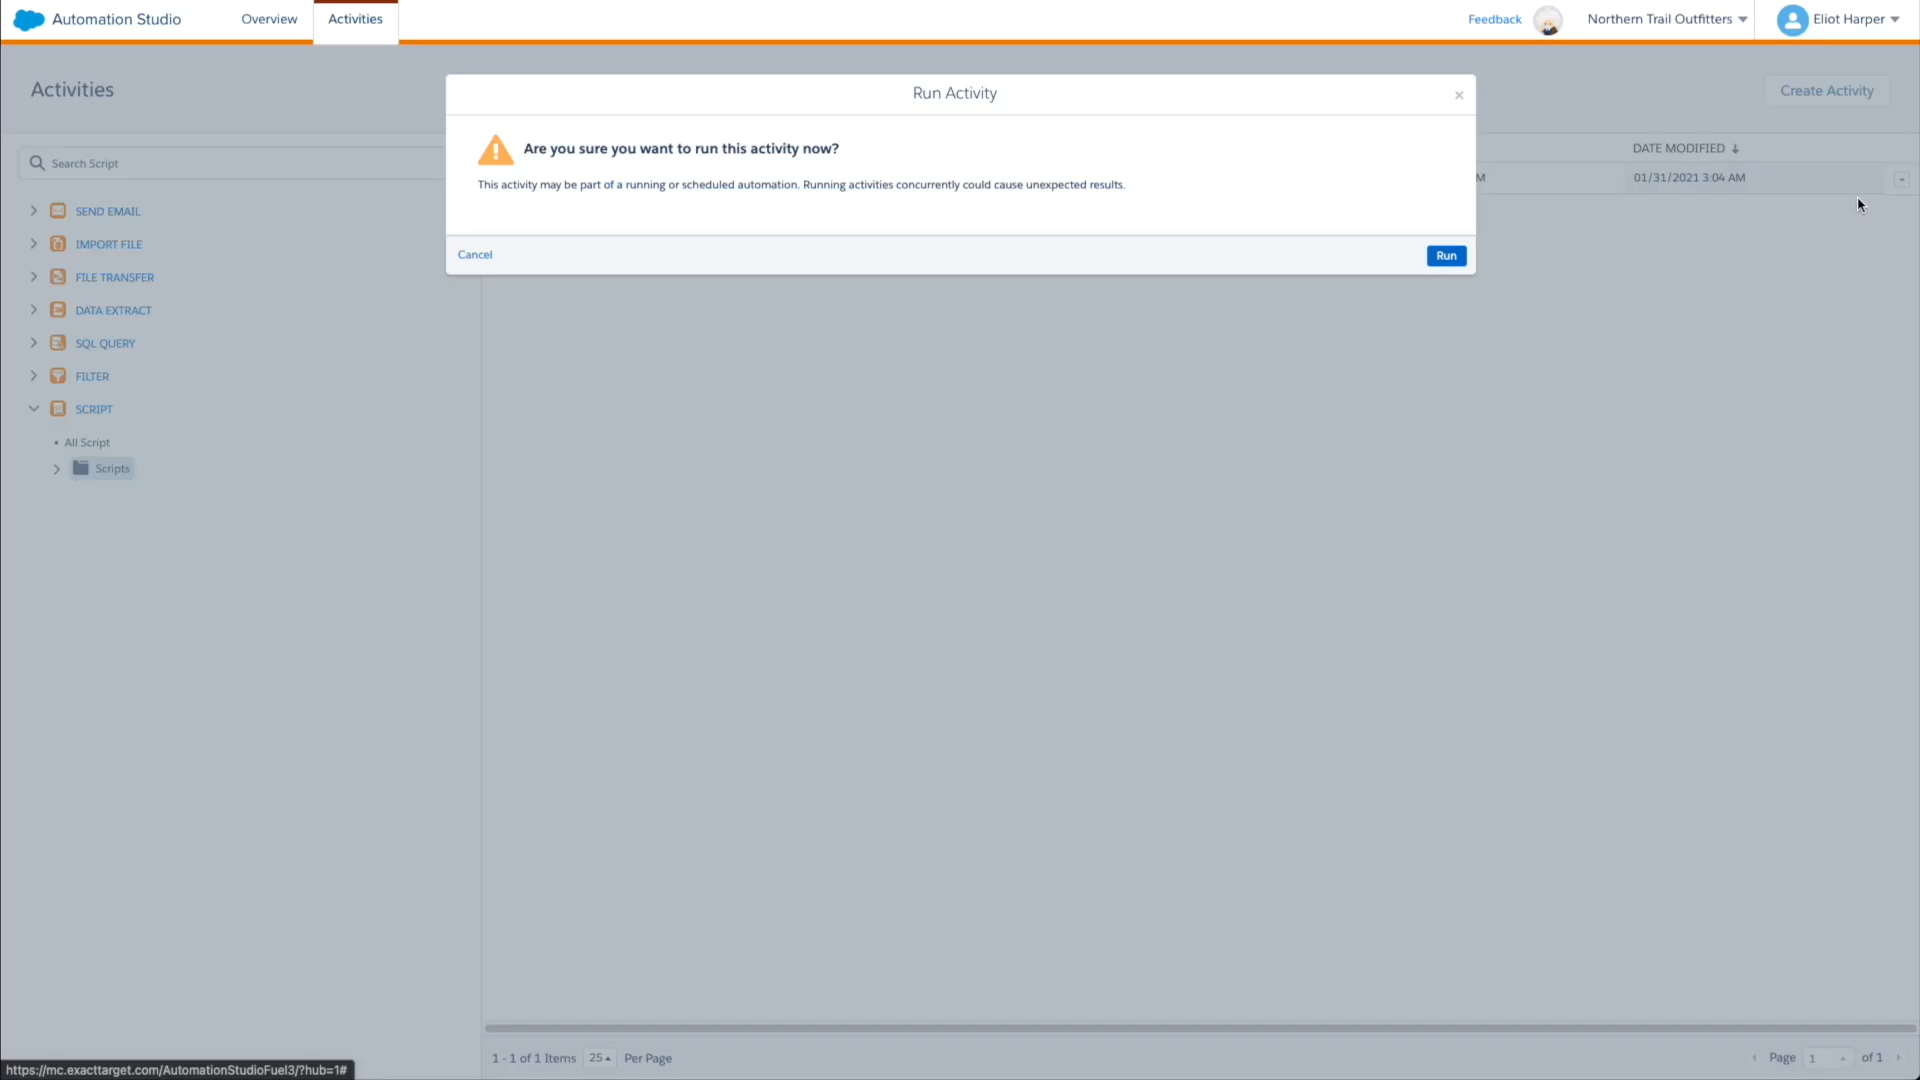 Automation Studio
Overview
Activities
Feedback
Northern Trail Outfitters
Eliot Harper
Activities
Create Activity
Run Activity
×
Are you sure you want to run this activity now?
This activity may be part of a running or scheduled automation. Running activities concurrently could cause unexpected results.
Cancel
Run
Search Script
DATE MODIFIED
M
01/31/2021 3:04 AM
SEND EMAIL
IMPORT FILE
FILE TRANSFER
DATA EXTRACT
SQL QUERY
FILTER
SCRIPT
• All Script
Scripts
1 - 1 of 1 Items
25
Per Page
Page
1
of 1
https://mc.exacttarget.com/AutomationStudioFuel3/?hub=1#